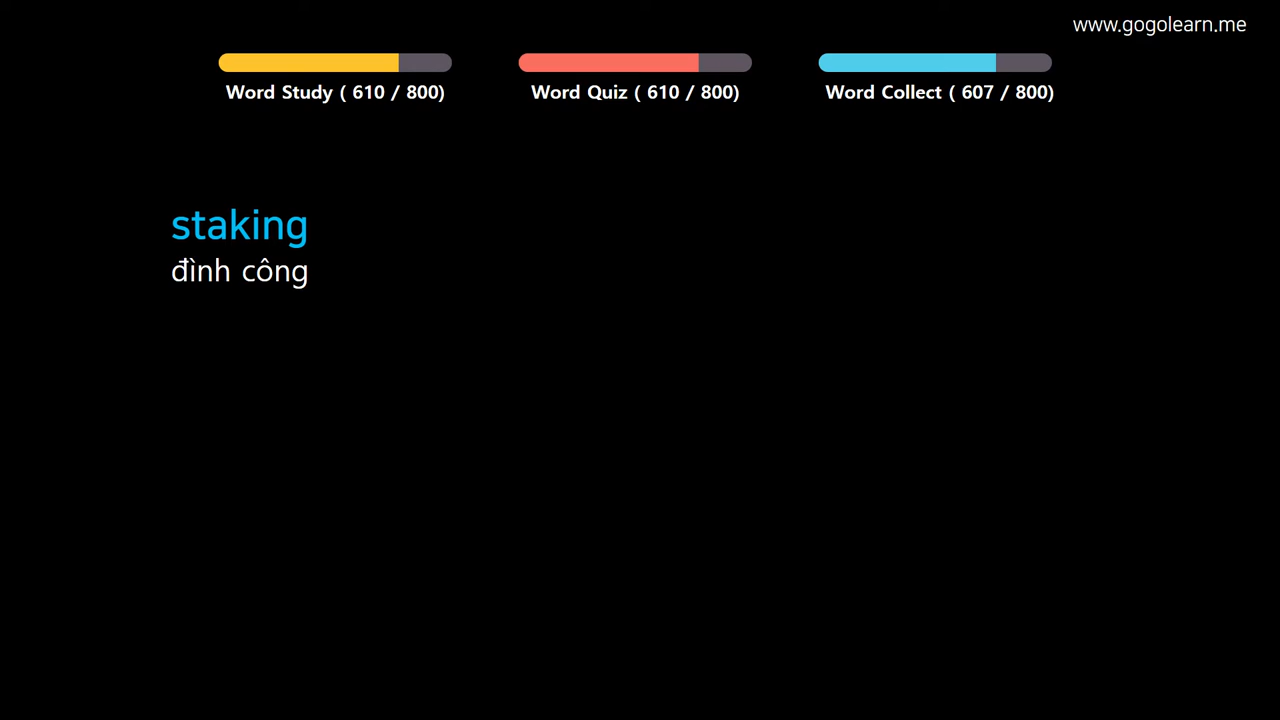 www.gogolearn.me
Word Study ( 610 / 800)
Word Quiz ( 610 / 800)
Word Collect ( 607 / 800)
staking
đình công